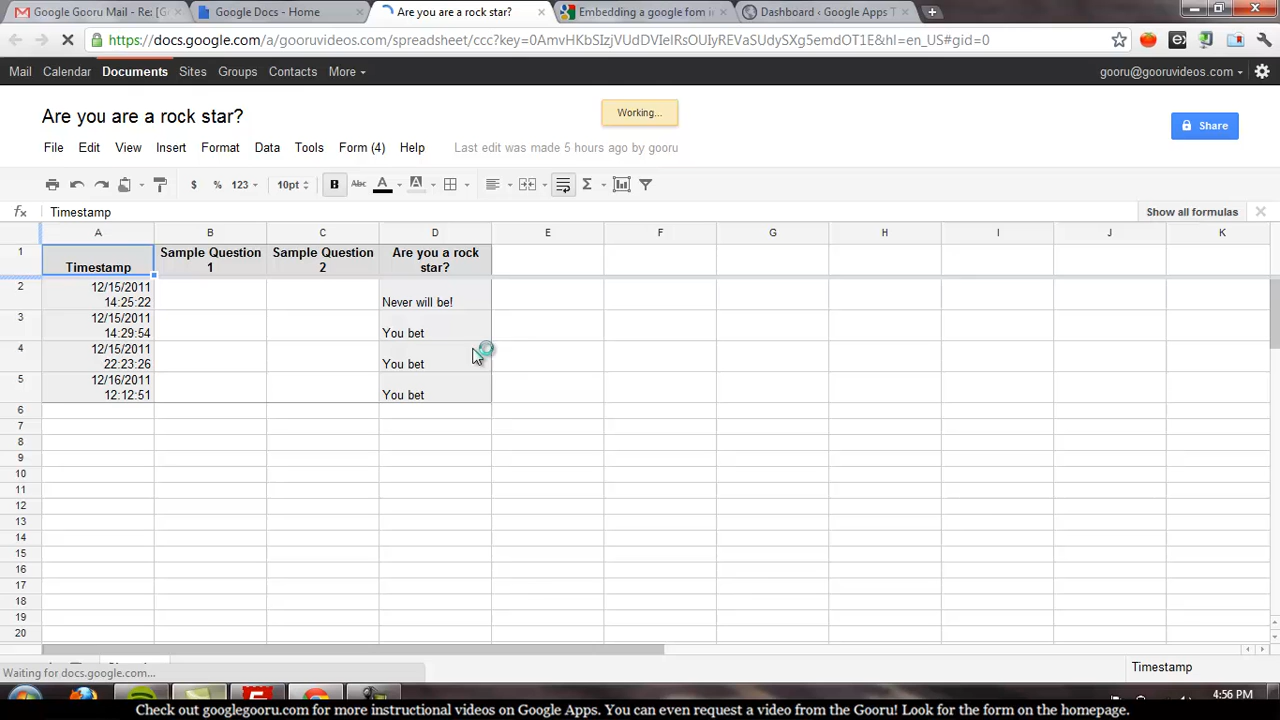 Google Gooru Mail - Re: [G
Google Docs - Home
Are you are a rock star?
Embedding a google fom i
Dashboard ‹ Google Apps T
https://docs.google.com/a/gooruvideos.com/spreadsheet/ccc?key=0AmvHKbSIzjVUdDVIelRsOUIyREVaSUdySXg5emdOT1E&hl=en_US#gid=0
Mail Calendar Documents Sites Groups Contacts More
gooru@gooruvideos.com
Are you are a rock star?
Working...
Share
File Edit View Insert Format Data Tools Form (4) Help
Last edit was made 5 hours ago by gooru
$ % 123 10pt B Abc A A Σ
fx Timestamp
Show all formulas
A B C D E F G H I J K
1 Timestamp Sample Question 1 Sample Question 2 Are you a rock star?
2 12/15/2011 14:25:22 Never will be!
3 12/15/2011 14:29:54 You bet
4 12/15/2011 22:23:26 You bet
5 12/16/2011 12:12:51 You bet
6
7
8
9
10
11
12
13
14
15
16
17
18
19
20
Waiting for docs.google.com...
Timestamp
4:56 PM
Check out googlegooru.com for more instructional videos on Google Apps. You can even request a video from the Gooru! Look for the form on the homepage.